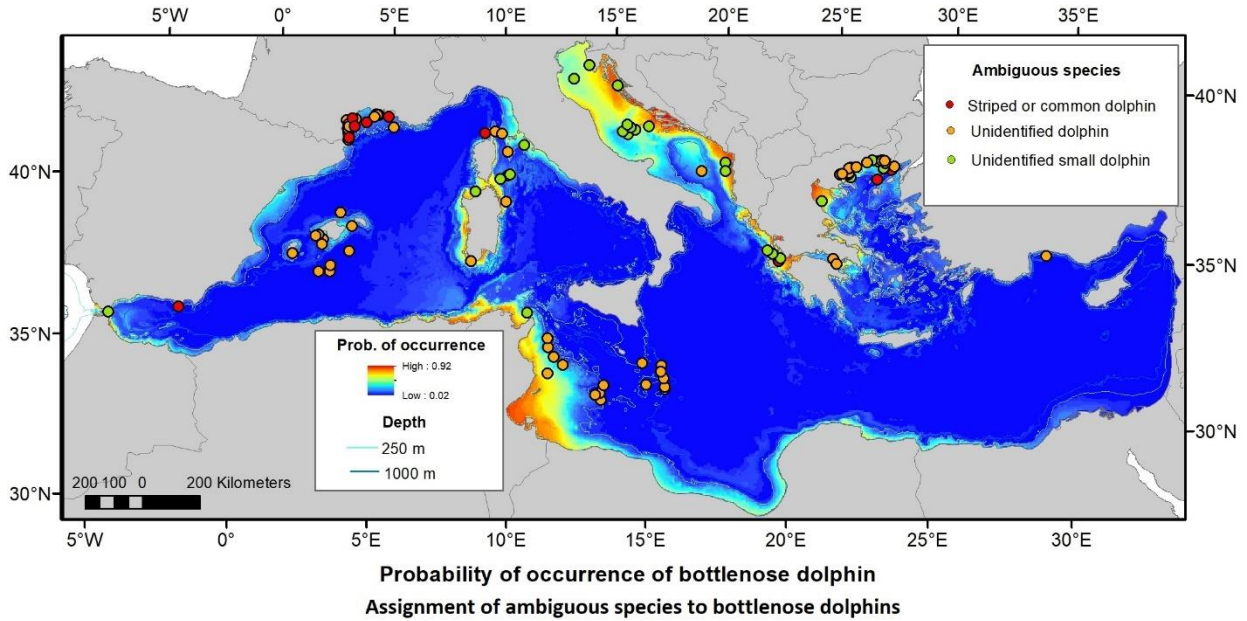 5°W 0° 5°E 10°E 15°E 20°E 25°E 30°E 35°E
40°N
35°N
30°N
40°N
35°N
30°N
Ambiguous species
Striped or common dolphin
Unidentified dolphin
Unidentified small dolphin
Prob. of occurrence
High : 0.92
Low : 0.02
Depth
250 m
1000 m
200 100 0 200 Kilometers
5°W 0° 5°E 10°E 15°E 20°E 25°E 30°E
Probability of occurrence of bottlenose dolphin
Assignment of ambiguous species to bottlenose dolphins